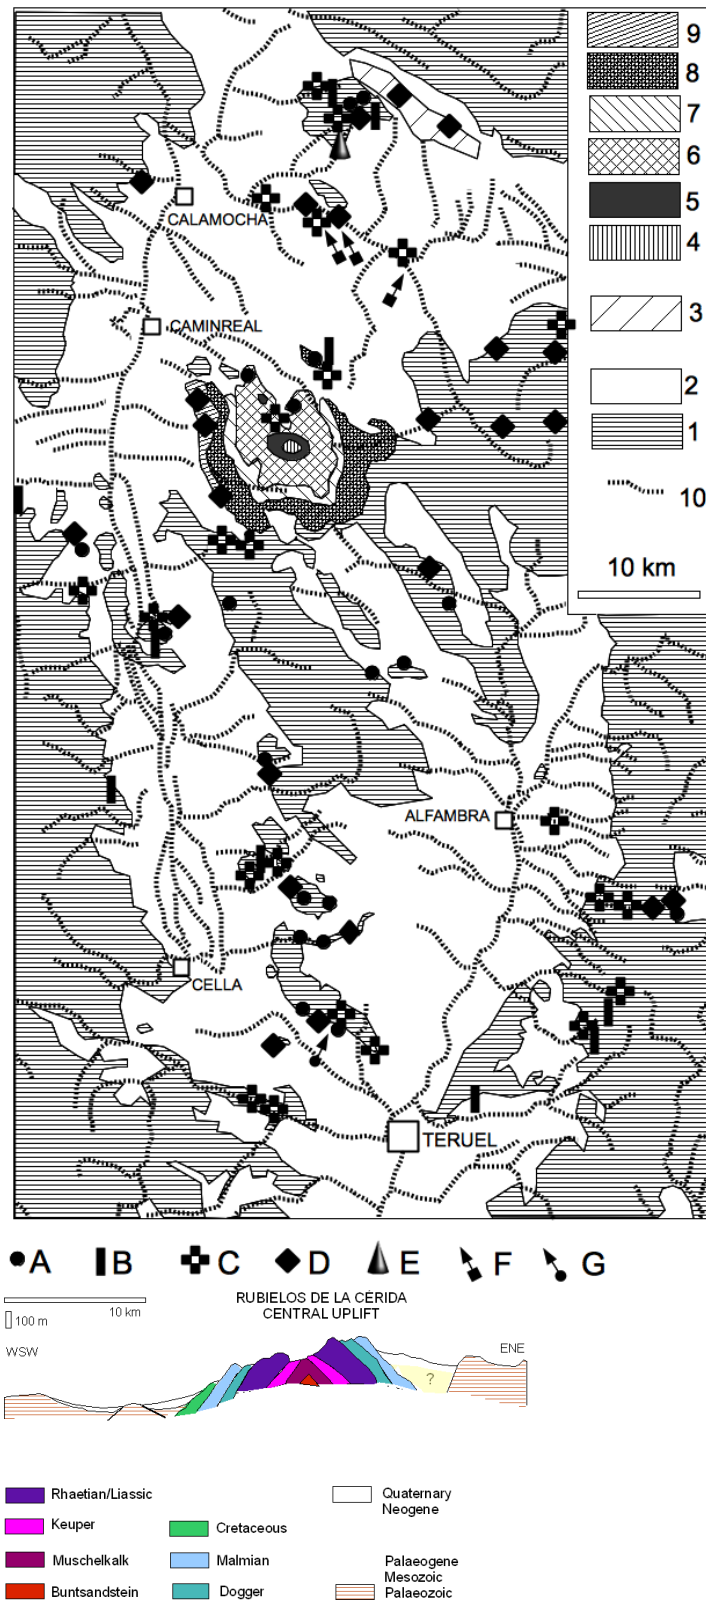 9
8
7
6
5
4
3
2
1
10
10 km
CALAMOCHA
CAMINREAL
ALFAMBRA
CELLA
TERUEL
A B C D E F G
10 km
100 m
RUBIELOS DE LA CÉRIDA
CENTRAL UPLIFT
WSW
ENE
?
Rhaetian/Liassic
Keuper
Muschelkalk
Buntsandstein
Cretaceous
Malmian
Dogger
Quaternary
Neogene
Palaeogene
Mesozoic
Palaeozoic